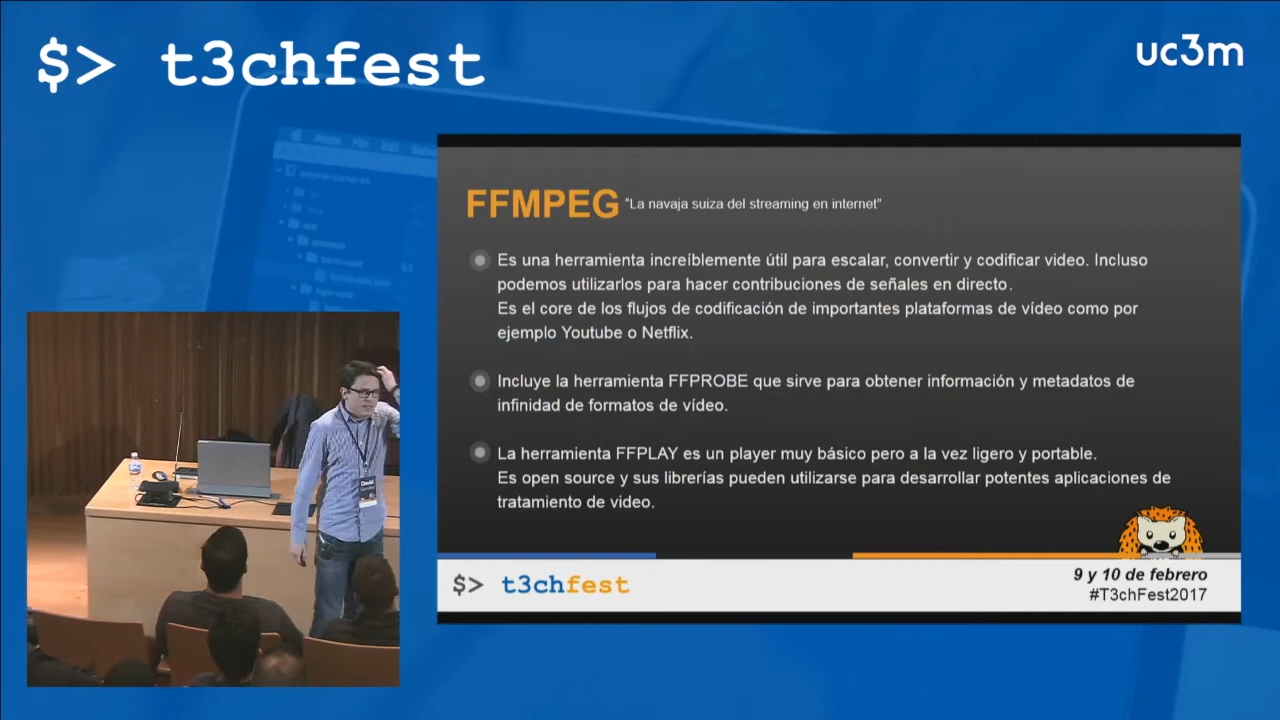 $> t3chfest
uc3m
FFMPEG "La navaja suiza del streaming en internet"
Es una herramienta increíblemente útil para escalar, convertir y codificar video. Incluso
podemos utilizarlos para hacer contribuciones de señales en directo.
Es el core de los flujos de codificación de importantes plataformas de vídeo como por
ejemplo Youtube o Netflix.
Incluye la herramienta FFPROBE que sirve para obtener información y metadatos de
infinidad de formatos de vídeo.
La herramienta FFPLAY es un player muy básico pero a la vez ligero y portable.
Es open source y sus librerías pueden utilizarse para desarrollar potentes aplicaciones de
tratamiento de video.
$> t3chfest
9 y 10 de febrero
#T3chFest2017
David